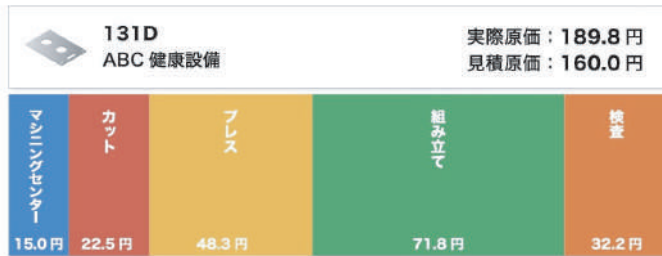 131D
ABC 健康設備
実際原価：189.8 円
見積原価：160.0 円
マシニングセンター
カット
プレス
組み立て
検査
15.0 円
22.5 円
48.3 円
71.8 円
32.2 円